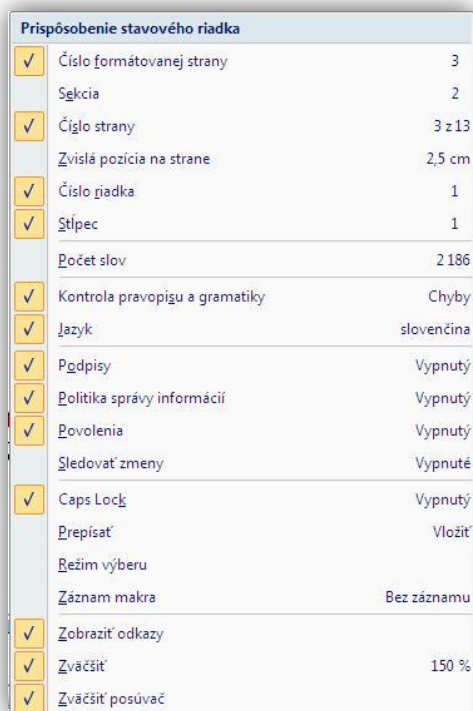 Prispôsobenie stavového riadka
Číslo formátovanej strany 3
Sekcia 2
Číslo strany 3 z 13
Zvislá pozícia na strane 2,5 cm
Číslo riadka 1
Stĺpec 1
Počet slov 2 186
Kontrola pravopisu a gramatiky Chyby
Jazyk slovenčina
Podpisy Vypnutý
Politika správy informácií Vypnutý
Povolenia Vypnutý
Sledovať zmeny Vypnuté
Caps Lock Vypnutý
Prepísať Vložiť
Režim výberu
Záznam makra Bez záznamu
Zobraziť odkazy
Zväčšiť 150 %
Zväčšiť posúvač